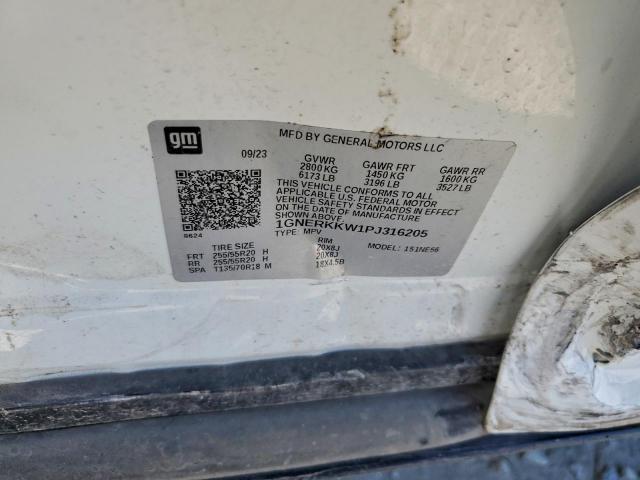 gm
MFD BY GENERAL MOTORS LLC
09/23 GVWR GAWR FRT GAWR RR
2800 KG 1450 KG 1600 KG
6173 LB 3196 LB 3527 LB
THIS VEHICLE CONFORMS TO ALL
APPLICABLE U.S. FEDERAL MOTOR
VEHICLE SAFETY STANDARDS IN EFFECT
ON THE DATE OF MANUFACTURE
SHOWN ABOVE.
1GNERKKW1PJ316205
TYPE: MPV MODEL: 151NE56
6624
TIRE SIZE RIM
FRT 255/55R20 H 20X8J
RR 255/55R20 H 20X8J
SPA T135/70R18 M 18X4.5B